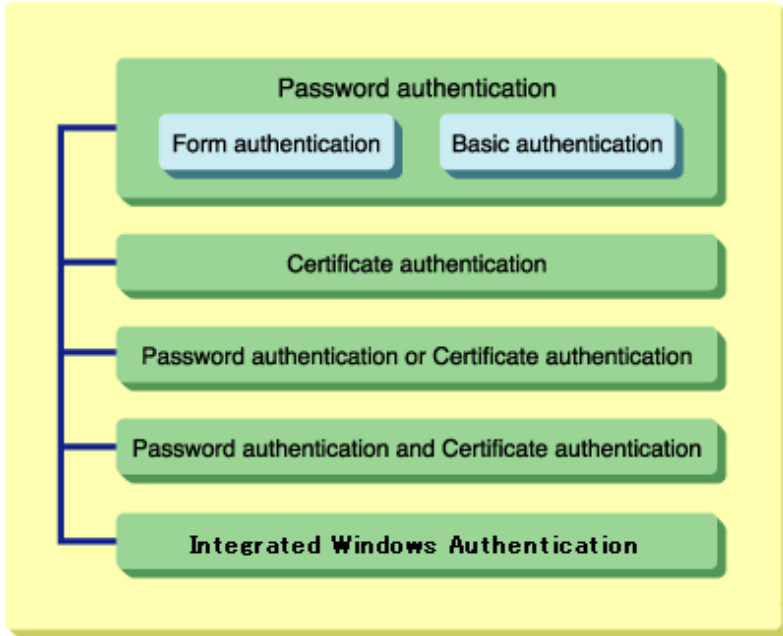 Password authentication
Form authentication
Basic authentication
Certificate authentication
Password authentication or Certificate authentication
Password authentication and Certificate authentication
Integrated Windows Authentication